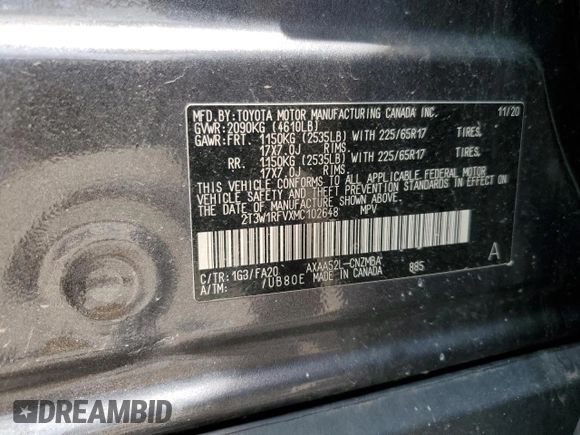 MFD. BY: TOYOTA MOTOR MANUFACTURING CANADA INC. 11/20
GVWR: 2090KG (4610LB)
GAWR: FRT. 1150KG (2535LB) WITH 225/65R17 TIRES,
17X7.0J RIMS.
RR. 1150KG (2535LB) WITH 225/65R17 TIRES,
17X7.0J RIMS.
THIS VEHICLE CONFORMS TO ALL APPLICABLE FEDERAL MOTOR
VEHICLE SAFETY AND THEFT PREVENTION STANDARDS IN EFFECT
ON THE DATE OF MANUFACTURE SHOWN ABOVE.
2T3W1RFVXMC102648 MPV
C/TR: 1G3/FA20 AXAA52L-CNZMBA 885 A
A/TM: /UB80E MADE IN CANADA
DREAMBID